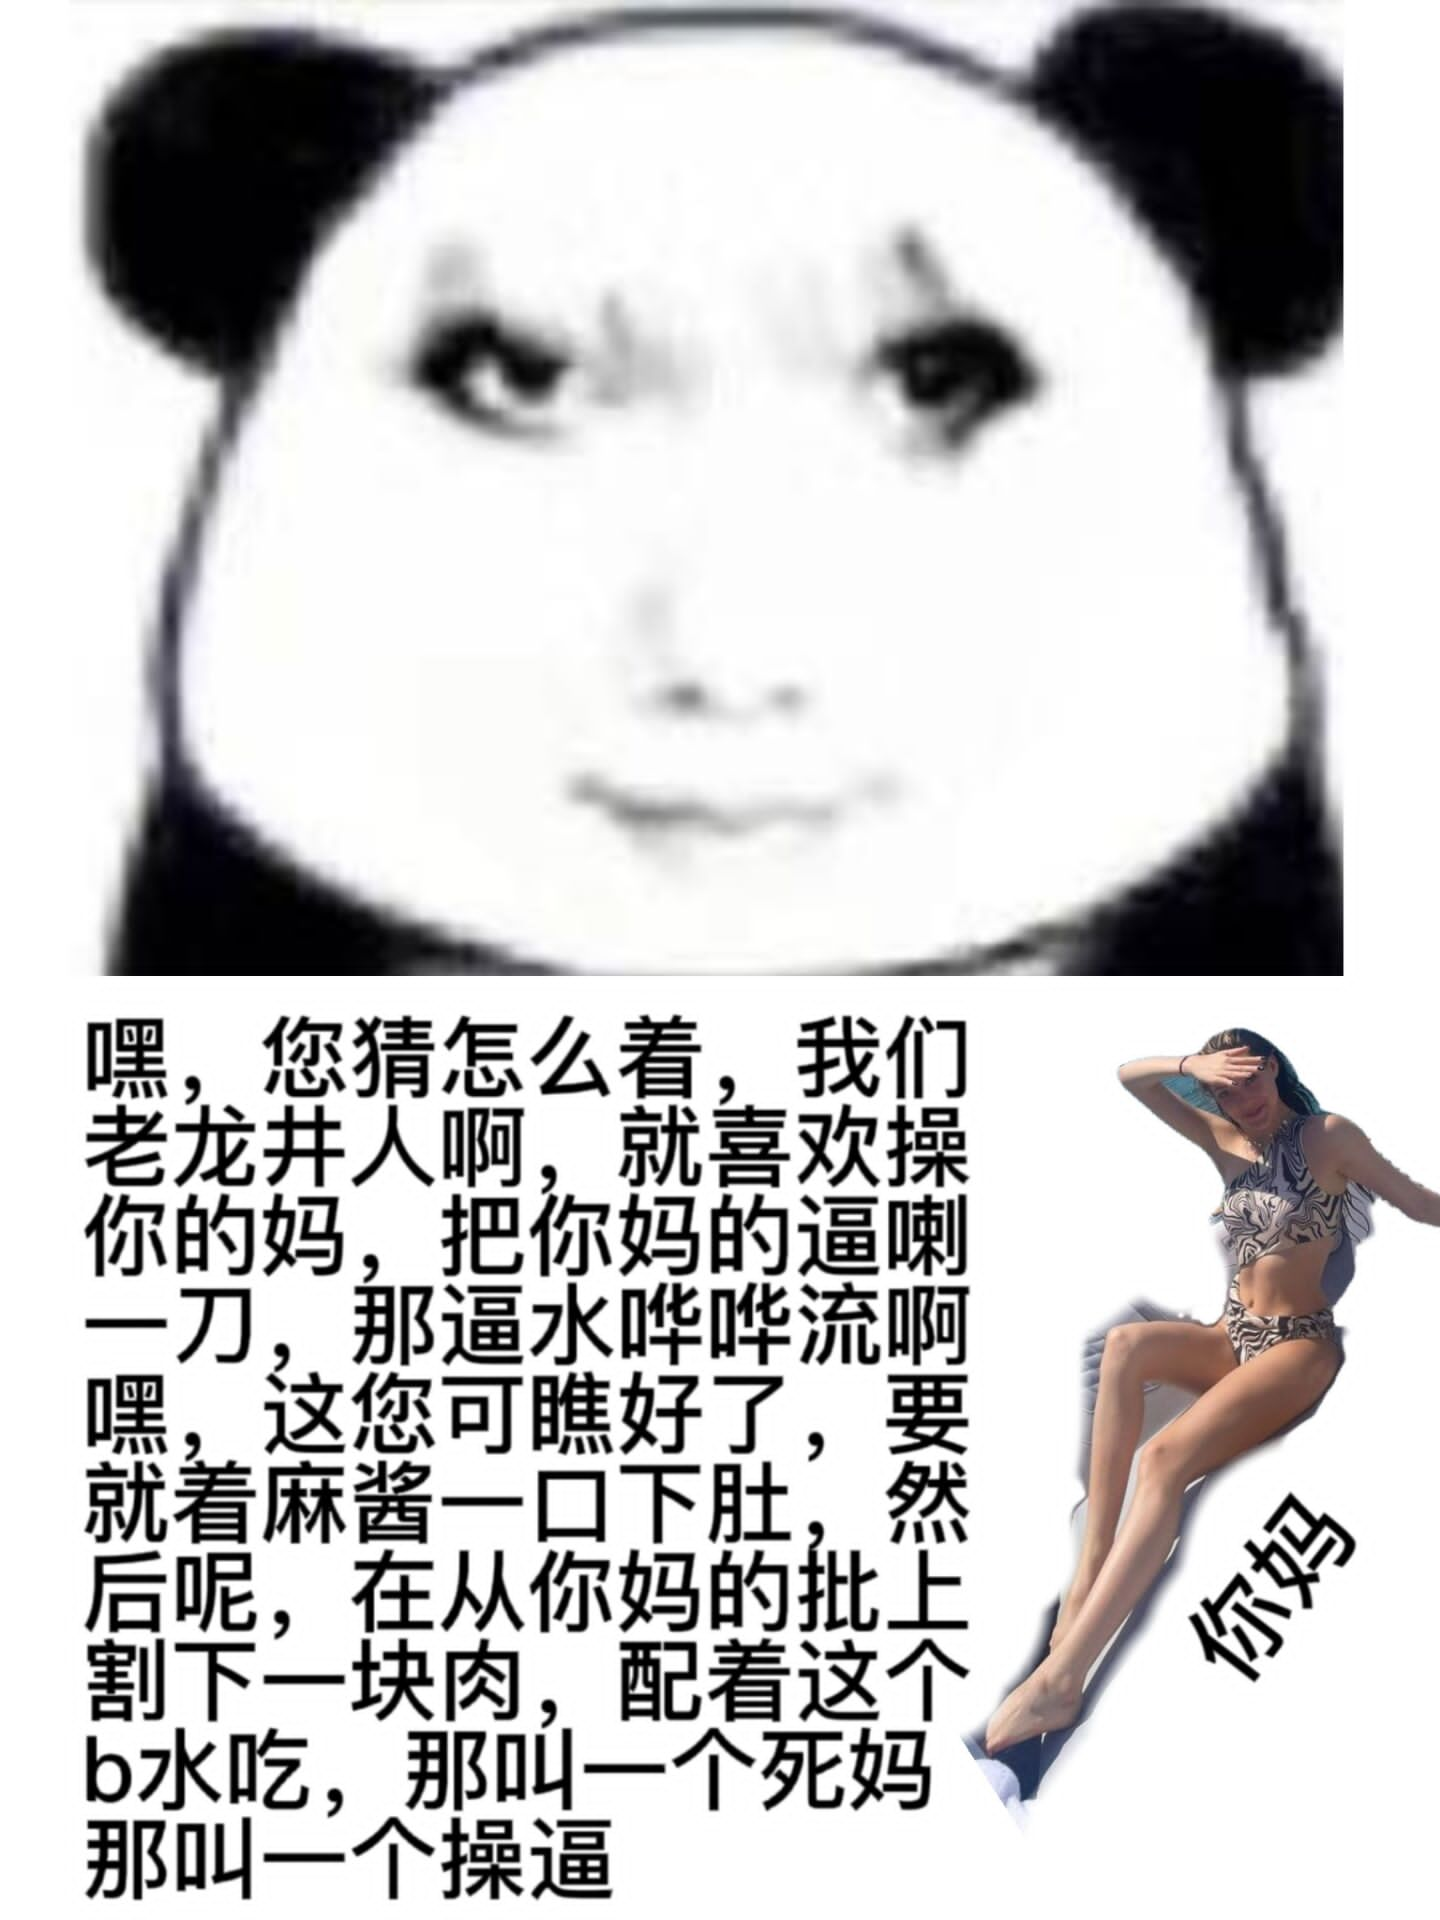 嘿，您猜怎么着，我们
老龙井人啊，就喜欢操
你的妈，把你妈的逼喇
一刀，那逼水哗哗流啊
嘿，这您可瞧好了，要
就着麻酱一口下肚，然
后呢，在从你妈的批上
割下一块肉，配着这个
b水吃，那叫一个死妈
那叫一个操逼
你妈